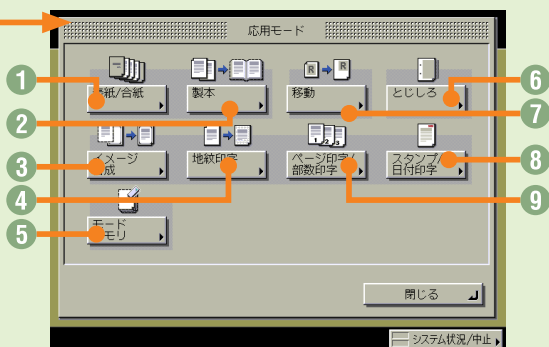 応用モード
1
紙/合紙
2
製本
R R
移動
とじしろ
6
7
3
イメージ
成
4
地紋印字
1 2 3
ページ印字/
部数印字
スタンプ/
日付印字
8
9
5
モード
モリ
閉じる
システム状況/中止